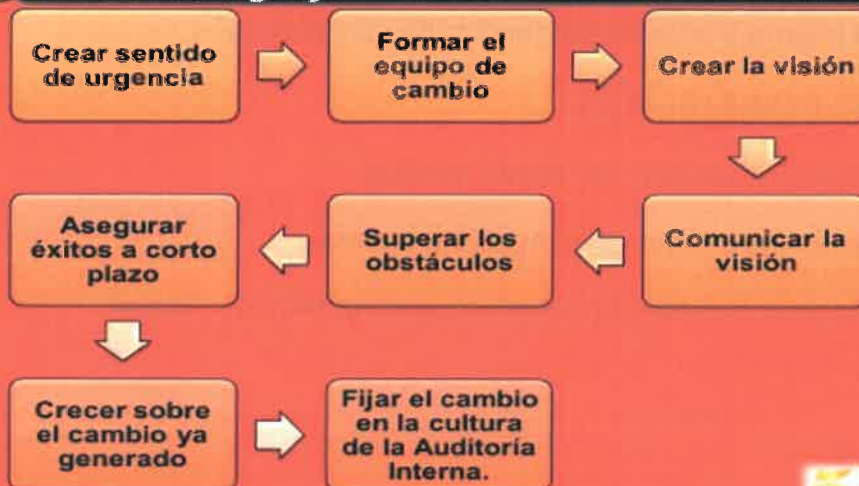 Crear sentido
de urgencia
Formar el
equipo de
cambio
Crear la visión
Comunicar la
visión
Superar los
obstáculos
Asegurar
éxitos a corto
plazo
Crecer sobre
el cambio ya
generado
Fijar el cambio
en la cultura
de la Auditoría
Interna.